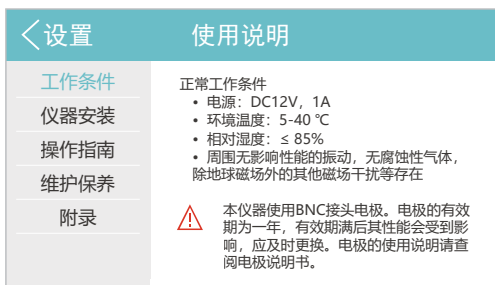 设置
使用说明
工作条件
仪器安装
操作指南
维护保养
附录
正常工作条件
• 电源：DC12V，1A
• 环境温度：5-40 ℃
• 相对湿度：≤ 85%
• 周围无影响性能的振动，无腐蚀性气体，
除地球磁场外的其他磁场干扰等存在
本仪器使用BNC接头电极。电极的有效
期为一年，有效期满后其性能会受到影
响，应及时更换。电极的使用说明请查
阅电极说明书。